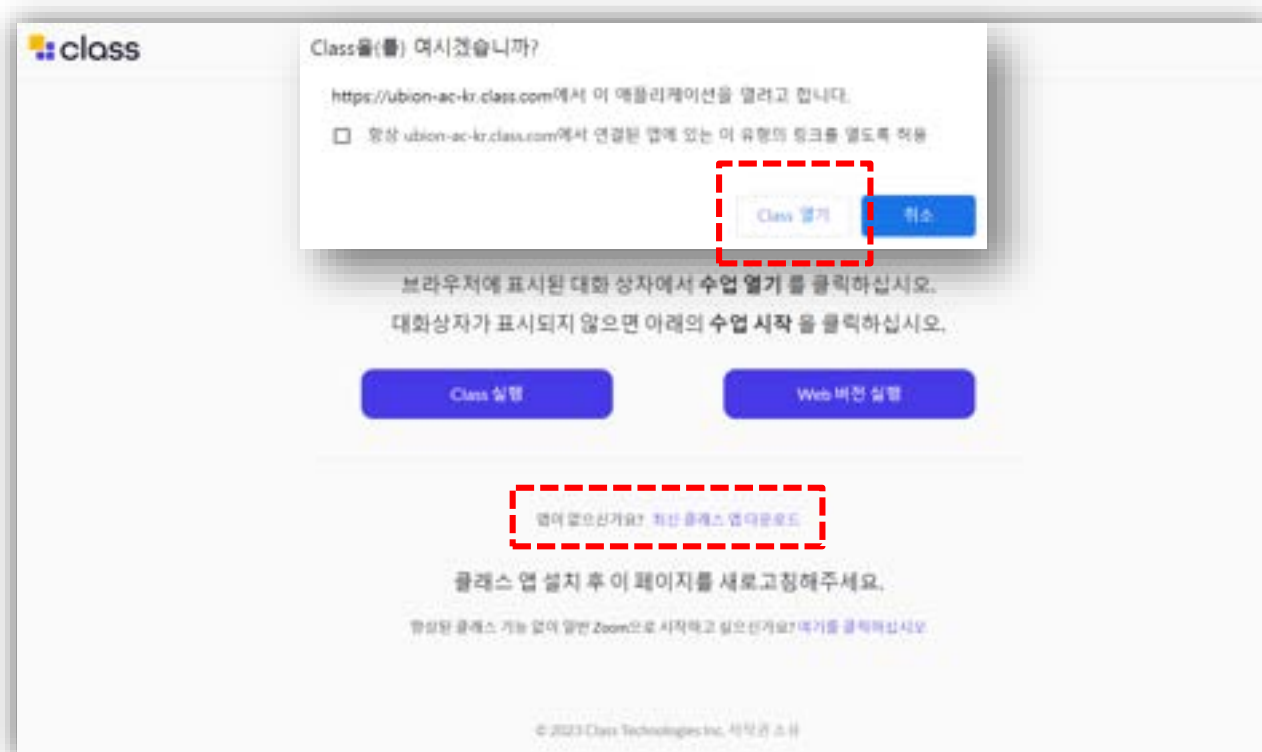 class
Class을(를) 여시겠습니까?
https://ubion-ac-kr.class.com에서 이 애플리케이션을 열려고 합니다.
항상 ubion-ac-kr.class.com에서 연결된 앱에 있는 이 유형의 링크를 열도록 허용
Class 열기
취소
브라우저에 표시된 대화 상자에서 수업 열기 를 클릭하십시오.
대화상자가 표시되지 않으면 아래의 수업 시작 을 클릭하십시오.
Class 실행
Web 버전 실행
앱이 없으신가요? 최신 클래스 앱 다운로드
클래스 앱 설치 후 이 페이지를 새로고침해주세요.
향상된 클래스 기능 없이 일반 Zoom으로 시작하고 싶으신가요? 여기를 클릭하십시오
© 2023 Class Technologies Inc. 저작권 소유